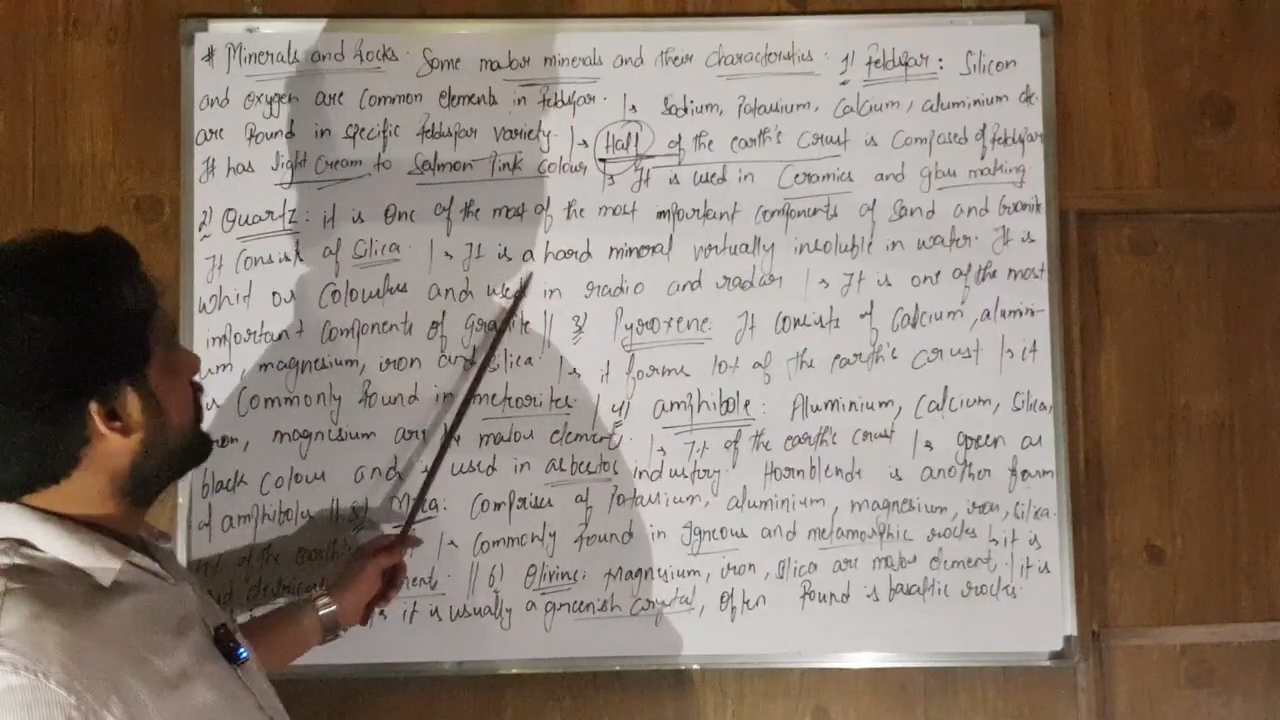 # Minerals and Rocks. Some major minerals and their characteristics: 1) Feldspar: Silicon
and oxygen are common elements in feldspar. |→ Sodium, Potassium, Calcium, aluminium etc.
are found in specific feldspar variety. |→ Half of the earth's crust is composed of feldspar
It has light cream to Salmon Pink colour |→ It is used in Ceramics and glass making
2) Quartz: it is one of the most of the most important components of Sand and Granite
It consist of Silica. |→ It is a hard mineral virtually insoluble in water. It is
whit or Colourless and used in radio and radar |→ It is one of the most
important components of granite || 3) Pyroxene: It consists of Calcium, alumini-
um, magnesium, iron and silica. |→ it forms 10% of the earth's crust |→ it
is Commonly found in meteorites. | 4) amphibole: Aluminium, Calcium, Silica,
iron, magnesium are the major element. |→ 7% of the earth's crust |→ green or
black colour and is used in asbestos industry. Hornblende is another form
of amphibolus || 5) Mica: Comprises of Potassium, aluminium, magnesium, iron, silica.
of the earth's |→ commonly found in Igneous and metamorphic rocks |→ it is
electrical || 6) Olivine: Magnesium, iron, Silica are major element | it is
it is usually a greenish crystal, often found is basaltic rocks.